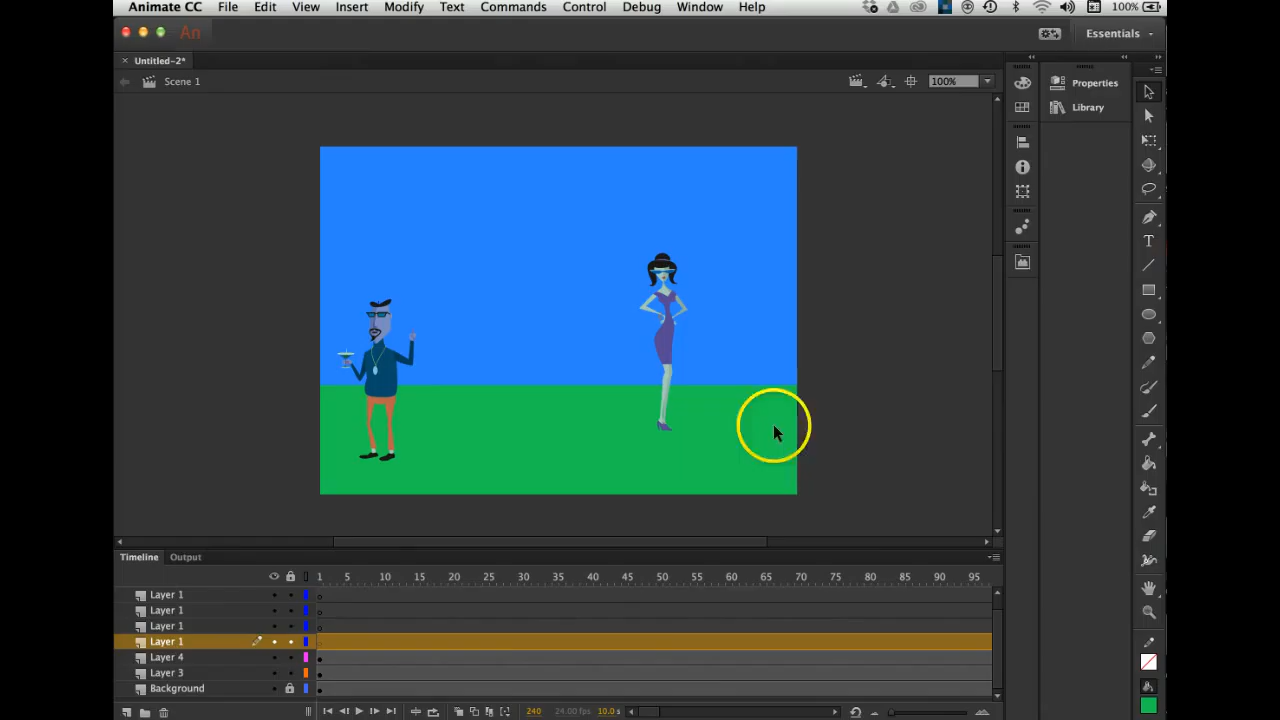 Animate CC File Edit View Insert Modify Text Commands Control Debug Window Help 100%
An Essentials
× Untitled-2*
Scene 1 100%
Properties
Library
Timeline Output
1 5 10 15 20 25 30 35 40 45 50 55 60 65 70 75 80 85 90 95
Layer 1
Layer 1
Layer 1
Layer 1
Layer 4
Layer 3
Background
240 24.00 fps 10.0 s